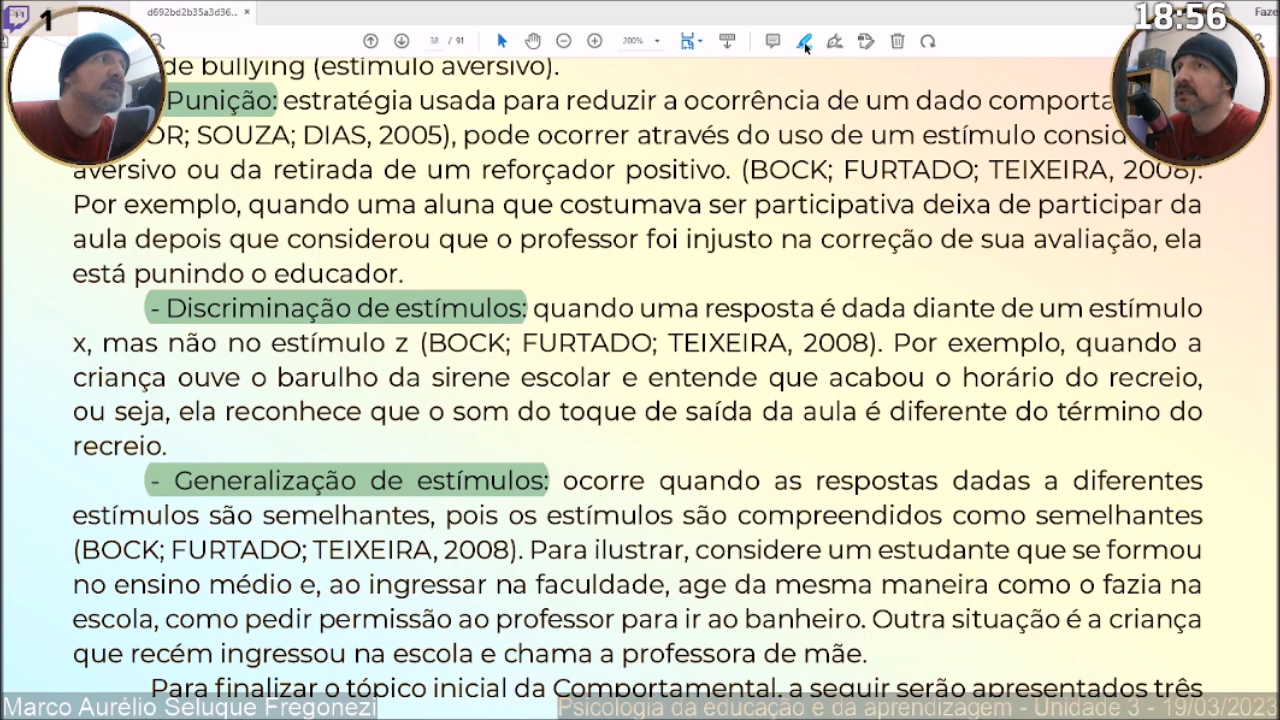 1
d692bd2b35a3d36...
×
18:56
Faze
38 / 91
200%
de bullying (estímulo aversivo).
Punição: estratégia usada para reduzir a ocorrência de um dado comporta
OR; SOUZA; DIAS, 2005), pode ocorrer através do uso de um estímulo consid
aversivo ou da retirada de um reforçador positivo. (BOCK; FURTADO; TEIXEIRA, 2008).
Por exemplo, quando uma aluna que costumava ser participativa deixa de participar da
aula depois que considerou que o professor foi injusto na correção de sua avaliação, ela
está punindo o educador.
- Discriminação de estímulos: quando uma resposta é dada diante de um estímulo
x, mas não no estímulo z (BOCK; FURTADO; TEIXEIRA, 2008). Por exemplo, quando a
criança ouve o barulho da sirene escolar e entende que acabou o horário do recreio,
ou seja, ela reconhece que o som do toque de saída da aula é diferente do término do
recreio.
- Generalização de estímulos: ocorre quando as respostas dadas a diferentes
estímulos são semelhantes, pois os estímulos são compreendidos como semelhantes
(BOCK; FURTADO; TEIXEIRA, 2008). Para ilustrar, considere um estudante que se formou
no ensino médio e, ao ingressar na faculdade, age da mesma maneira como o fazia na
escola, como pedir permissão ao professor para ir ao banheiro. Outra situação é a criança
que recém ingressou na escola e chama a professora de mãe.
Para finalizar o tópico inicial da Comportamental, a seguir serão apresentados três
Marco Aurélio Seluque Fregonezi
Psicologia da educação e da aprendizagem - Unidade 3 - 19/03/2023